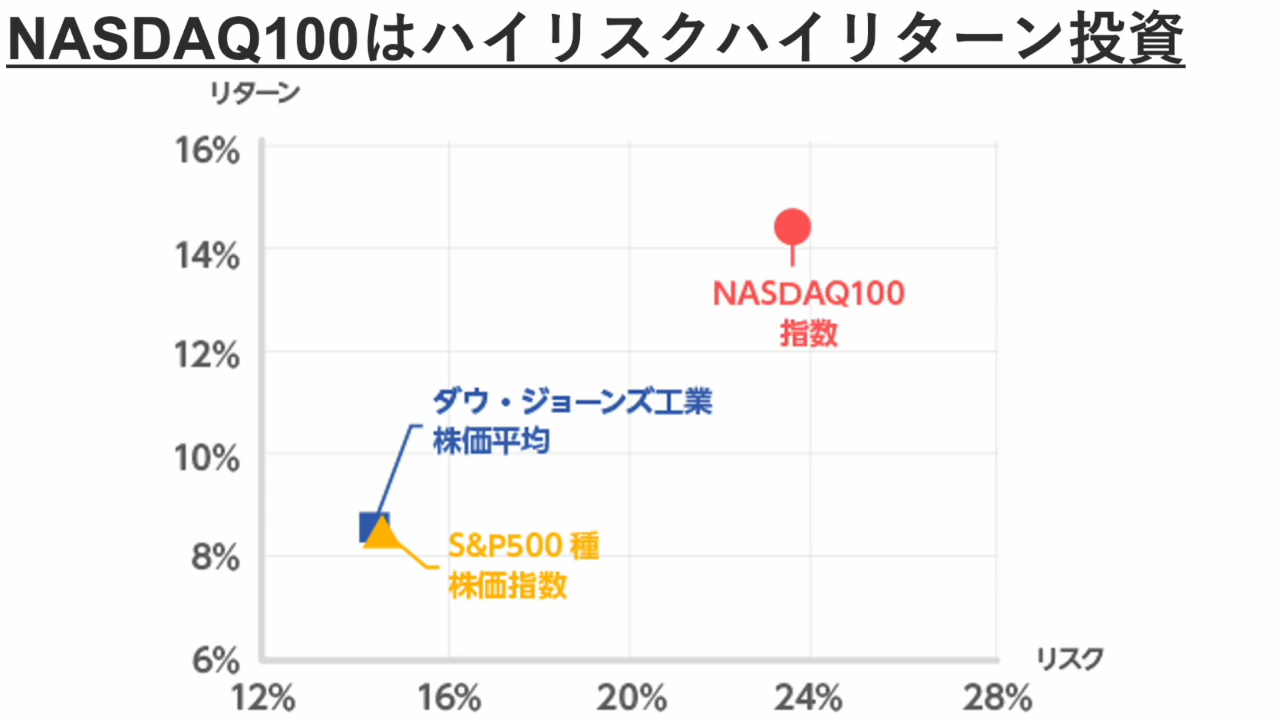 NASDAQ100はハイリスクハイリターン投資
リターン
16%
14%
12%
10%
8%
6%
NASDAQ100
指数
ダウ・ジョーンズ工業
株価平均
S&P500 種
株価指数
12%
16%
20%
24%
28%
リスク